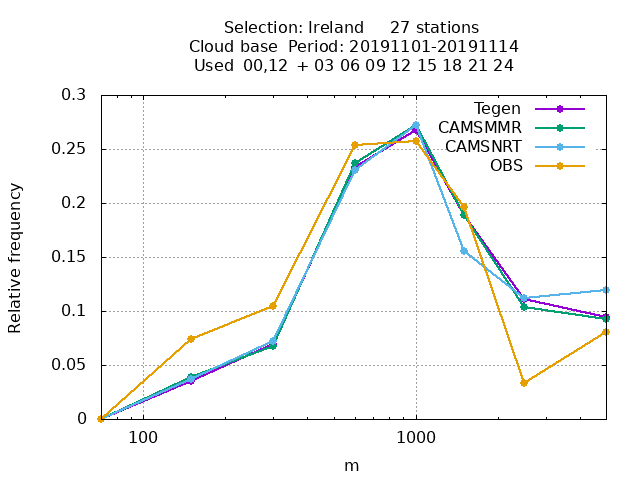 Selection: Ireland     27 stations
Cloud base  Period: 20191101-20191114
Used  00,12  + 03 06 09 12 15 18 21 24
0.3
0.25
0.2
0.15
0.1
0.05
0
Relative frequency
Tegen
CAMSMMR
CAMSNRT
OBS
100
1000
m